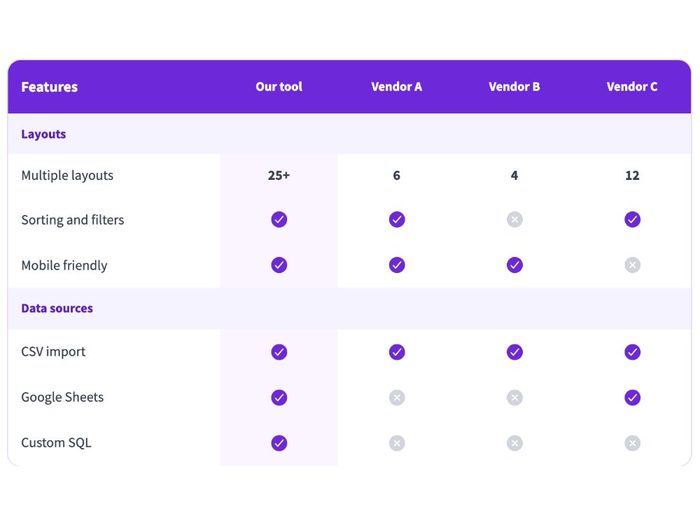 Features Our tool Vendor A Vendor B Vendor C
Layouts
Multiple layouts 25+ 6 4 12
Sorting and filters
Mobile friendly
Data sources
CSV import
Google Sheets
Custom SQL